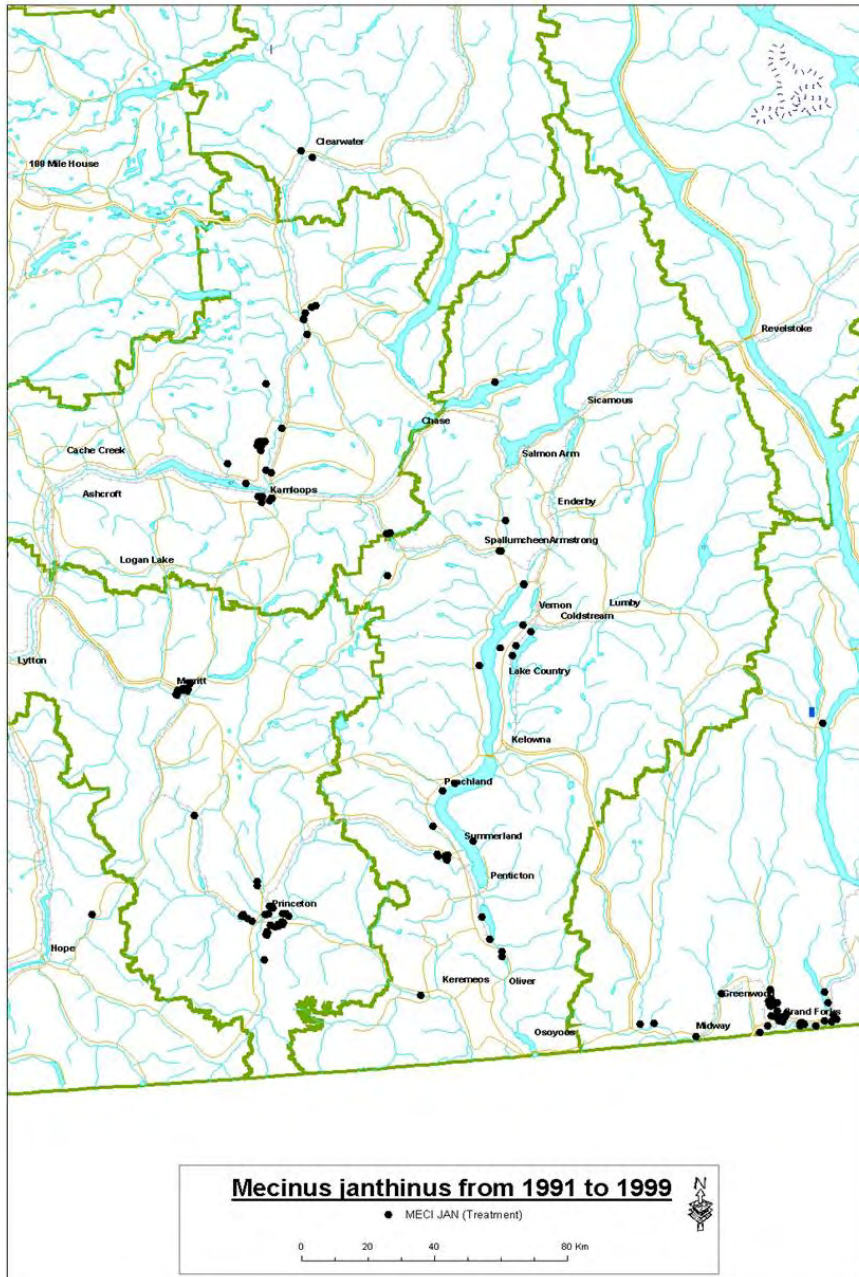 Clearwater
100 Mile House
Revelstoke
Sicamous
Chase
Cache Creek
Salmon Arm
Ashcroft
Kamloops
Enderby
Spallumcheen Armstrong
Logan Lake
Vernon
Lumby
Coldstream
Lytton
Merritt
Lake Country
Kelowna
Peachland
Summerland
Penticton
Princeton
Hope
Keremeos
Oliver
Greenwood
Grand Forks
Osoyoos
Midway
Mecinus janthinus from 1991 to 1999
N
MECI JAN (Treatment)
0 20 40 80 Km